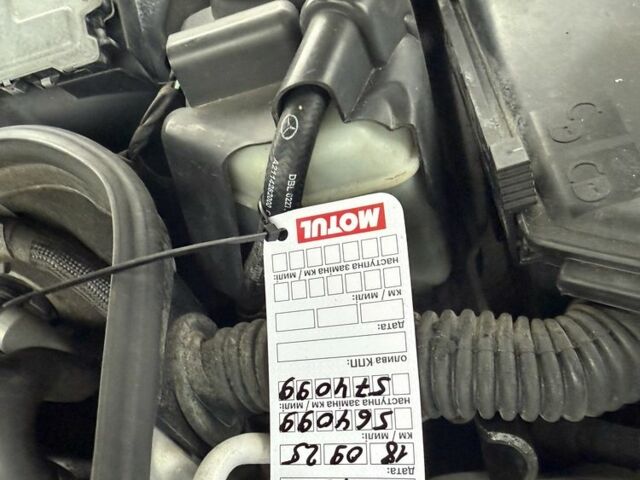 дата:
18 09 25
км / милі:
564099
наступна заміна км / милі:
574099
олива КПП:
дата:
км / милі:
наступна заміна км / милі:
MOTUL